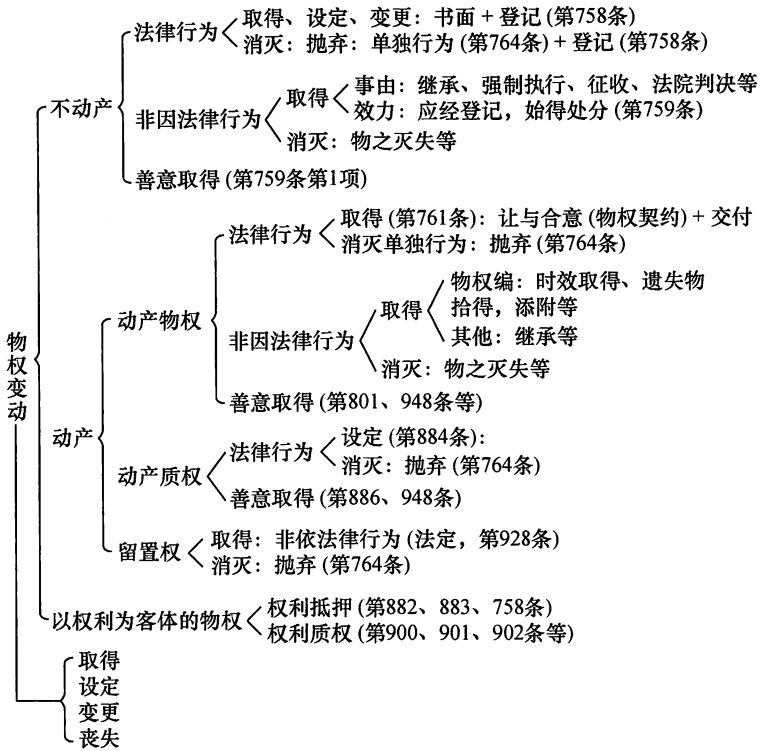 取得、设定、变更：书面 + 登记 (第758条)
法律行为
消灭：抛弃：单独行为 (第764条) + 登记 (第758条)
不动产
事由：继承、强制执行、征收、法院判决等
取得
效力：应经登记，始得处分 (第759条)
非因法律行为
消灭：物之灭失等
善意取得 (第759条第1项)
取得 (第761条)：让与合意 (物权契约) + 交付
法律行为
消灭单独行为：抛弃 (第764条)
物权编：时效取得、遗失物
拾得，添附等
取得
其他：继承等
动产物权
非因法律行为
消灭：物之灭失等
善意取得 (第801、948条等)
物权变动
动产
设定 (第884条)：
法律行为
消灭：抛弃 (第764条)
动产质权
善意取得 (第886、948条)
取得：非依法律行为 (法定，第928条)
留置权
消灭：抛弃 (第764条)
以权利为客体的物权
权利抵押 (第882、883、758条)
权利质权 (第900、901、902条等)
取得
设定
变更
丧失